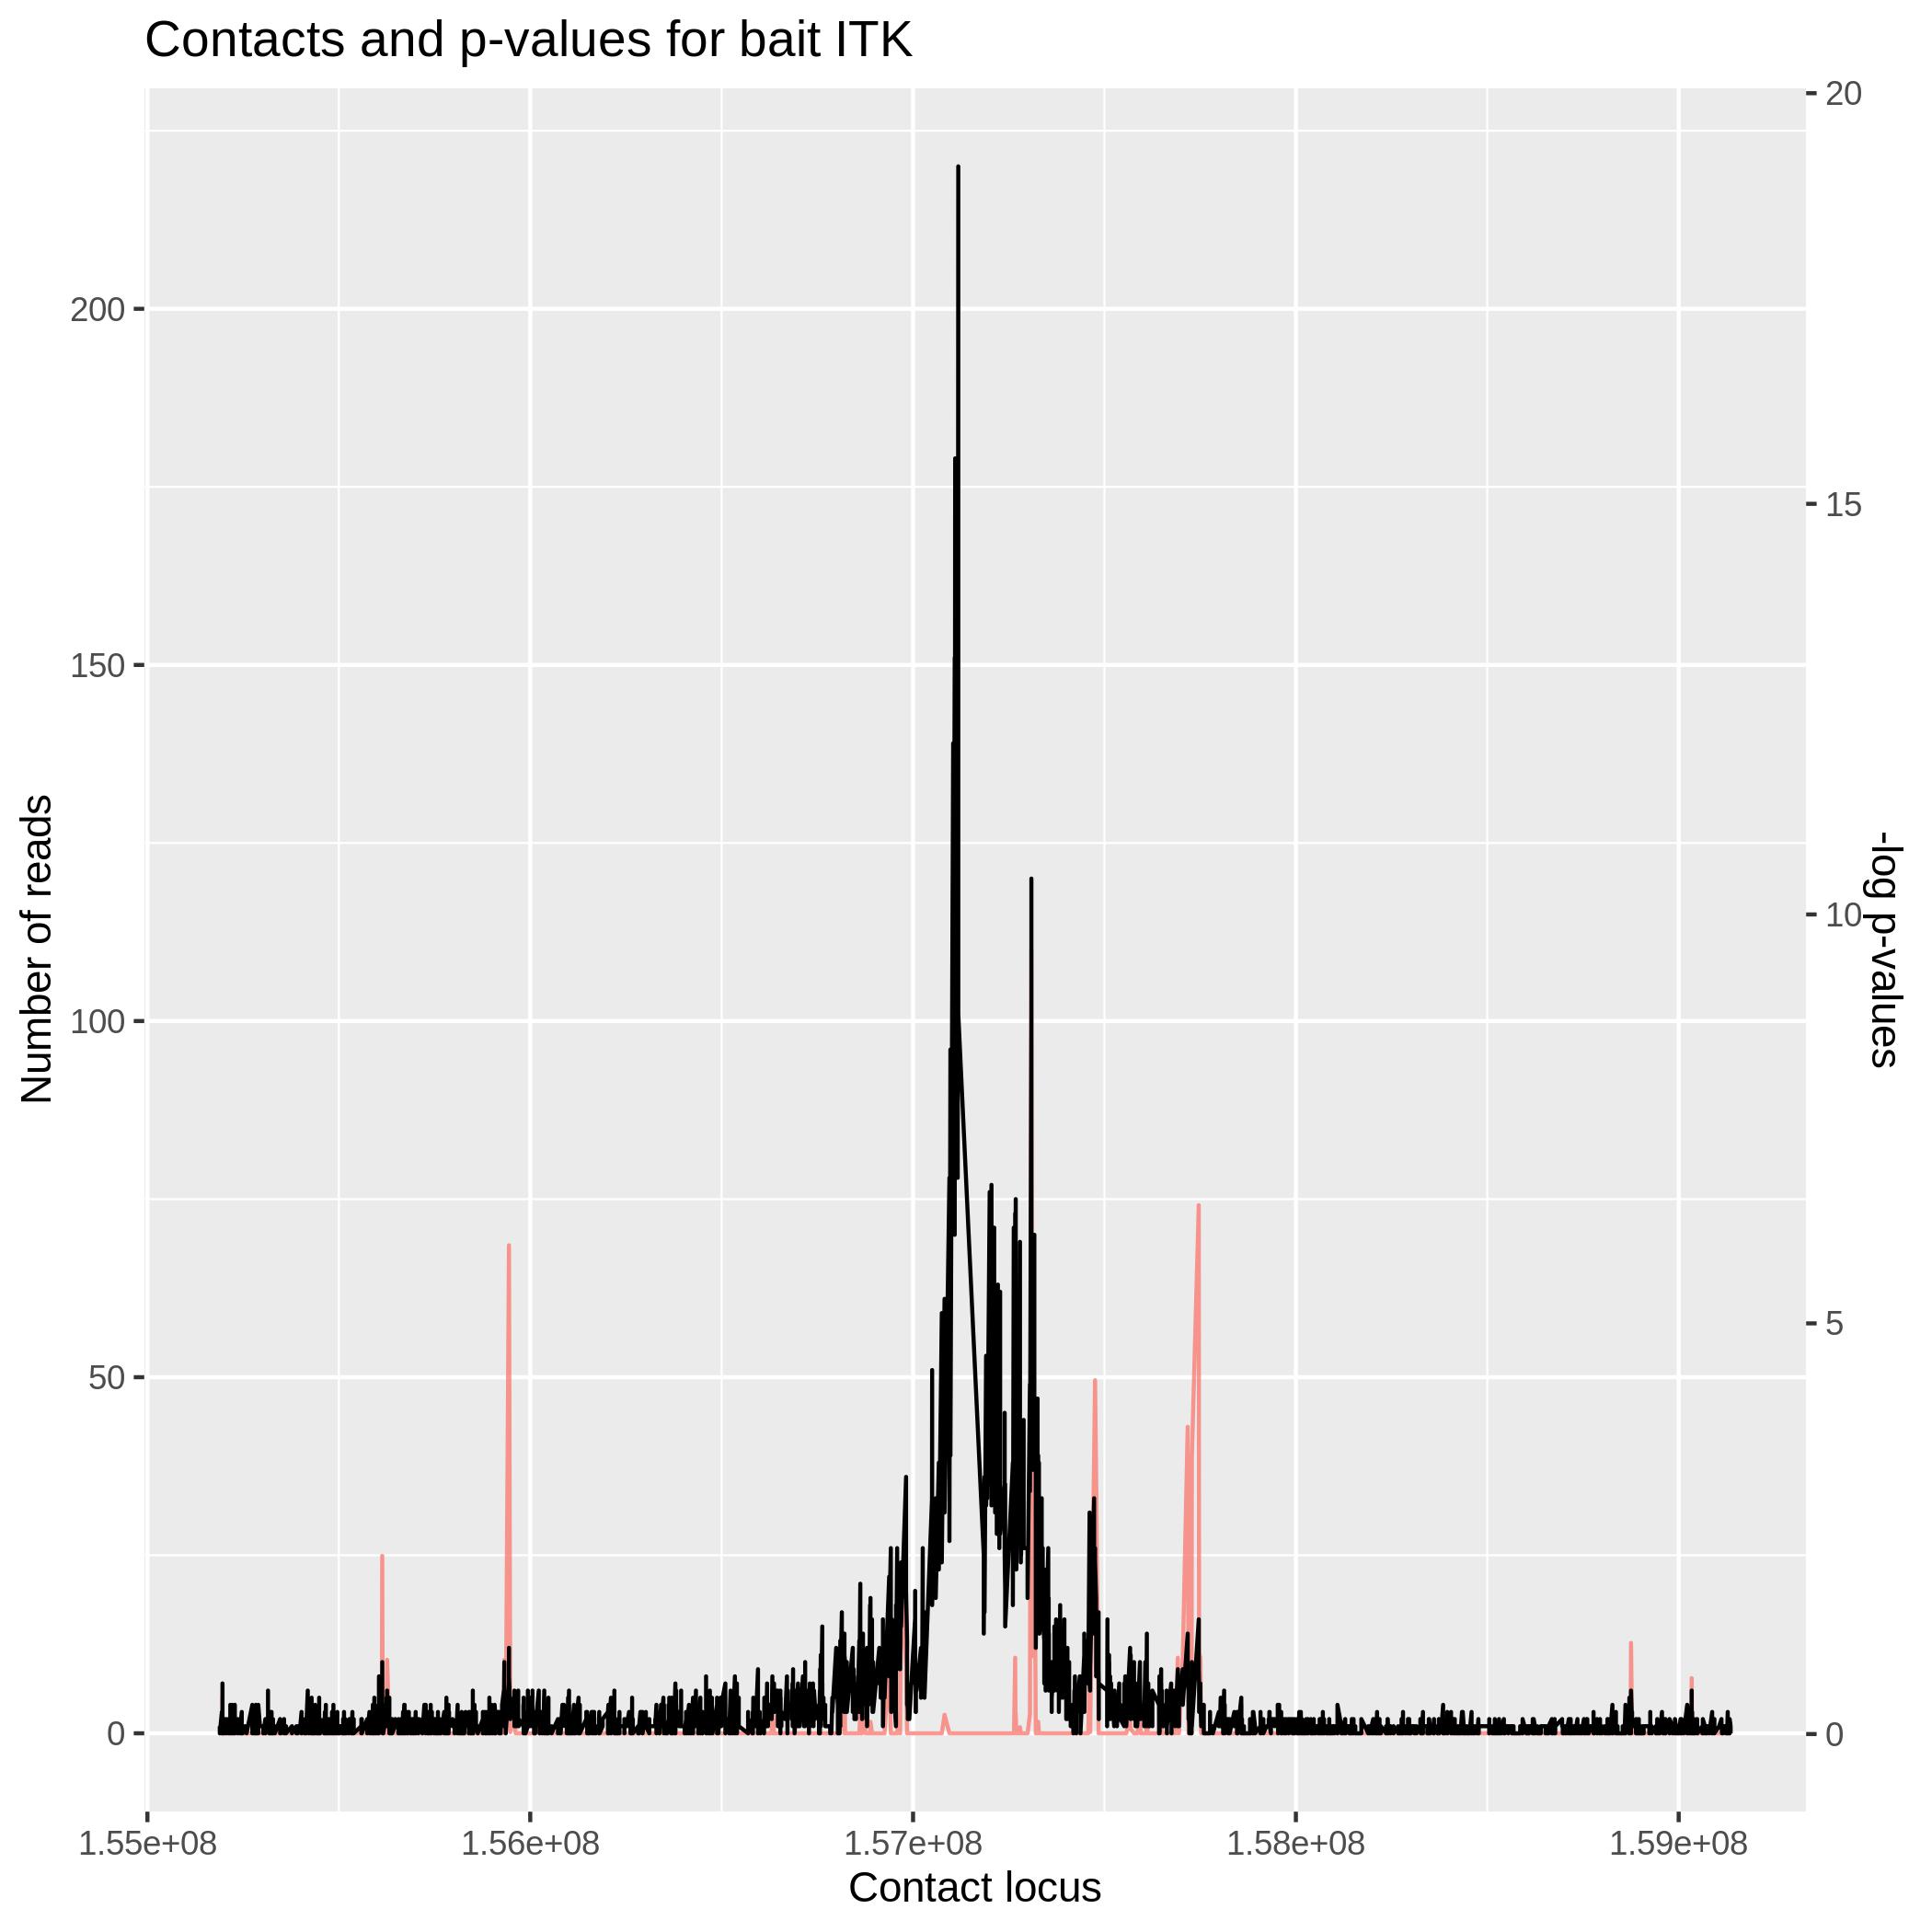 Contacts and p-values for bait ITK
Number of reads
200
150
100
50
0
20
15
10
5
0
-log p-values
1.55e+08
1.56e+08
1.57e+08
1.58e+08
1.59e+08
Contact locus